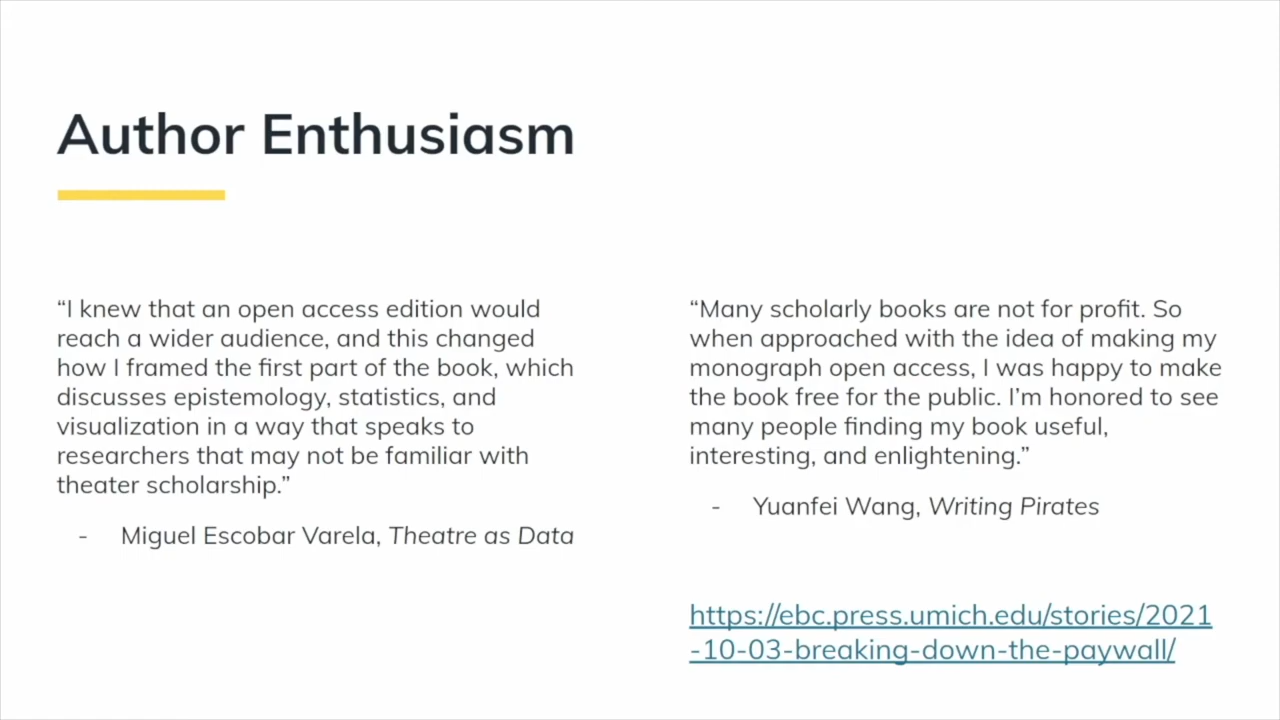 Author Enthusiasm
“I knew that an open access edition would
reach a wider audience, and this changed
how I framed the first part of the book, which
discusses epistemology, statistics, and
visualization in a way that speaks to
researchers that may not be familiar with
theater scholarship.”
- Miguel Escobar Varela, Theatre as Data
“Many scholarly books are not for profit. So
when approached with the idea of making my
monograph open access, I was happy to make
the book free for the public. I’m honored to see
many people finding my book useful,
interesting, and enlightening.”
- Yuanfei Wang, Writing Pirates
https://ebc.press.umich.edu/stories/2021
-10-03-breaking-down-the-paywall/